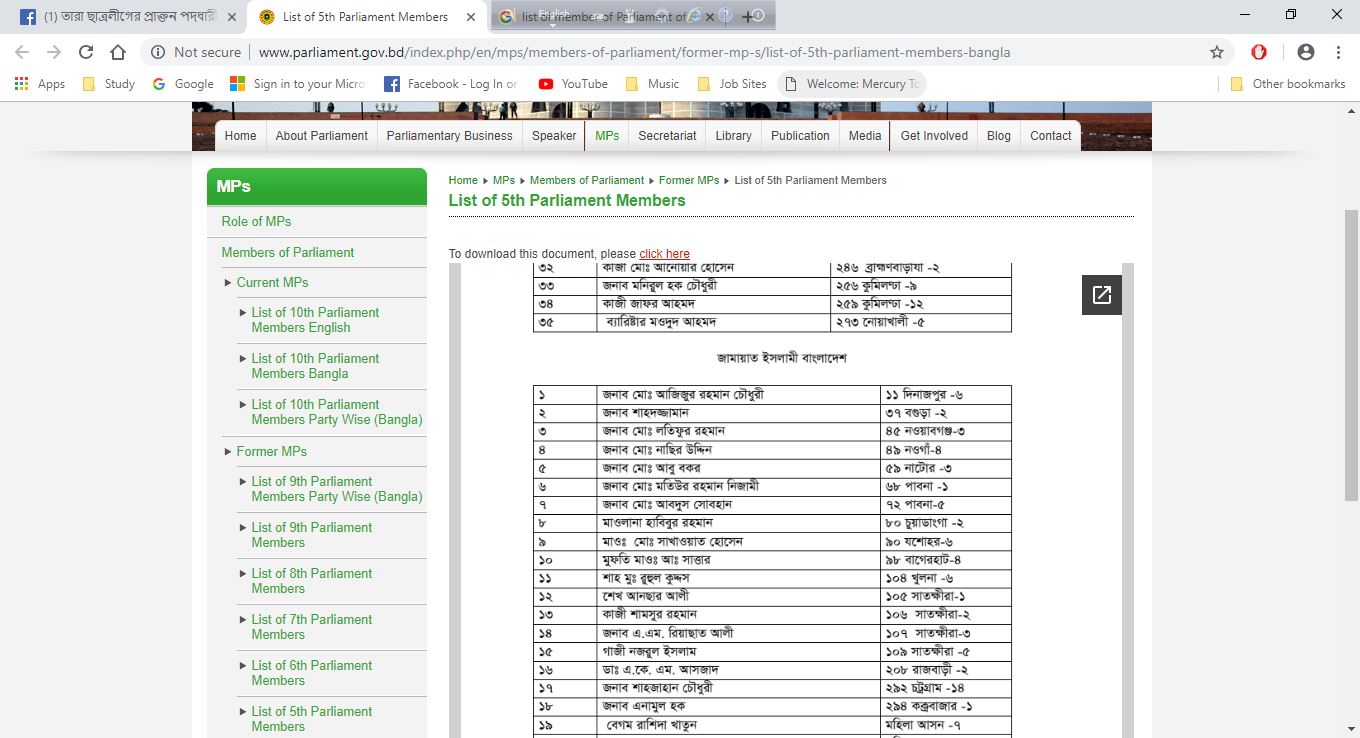 (1) তারা ছাত্রলীগের প্রাক্তন পদধারী
List of 5th Parliament Members
list of member of Parliament of
English
Not secure
www.parliament.gov.bd/index.php/en/mps/members-of-parliament/former-mp-s/list-of-5th-parliament-members-bangla
Apps
Study
Google
Sign in to your Micro
Facebook - Log In or
YouTube
Music
Job Sites
Welcome: Mercury To
Other bookmarks
Home
About Parliament
Parliamentary Business
Speaker
MPs
Secretariat
Library
Publication
Media
Get Involved
Blog
Contact
MPs
Role of MPs
Members of Parliament
Current MPs
List of 10th Parliament
Members English
List of 10th Parliament
Members Bangla
List of 10th Parliament
Members Party Wise (Bangla)
Former MPs
List of 9th Parliament
Members Party Wise (Bangla)
List of 9th Parliament
Members
List of 8th Parliament
Members
List of 7th Parliament
Members
List of 6th Parliament
Members
List of 5th Parliament
Members
Home MPs Members of Parliament Former MPs List of 5th Parliament Members
List of 5th Parliament Members
To download this document, please click here
৩২ কাজী মোঃ আনোয়ার হোসেন ২৪৬ ব্রাহ্মণবাড়ীয়া -২
৩৩ জনাব মনিরুল হক চৌধুরী ২৫৬ কুমিলণ্ডা -৯
৩৪ কাজী জাফর আহমদ ২৫৯ কুমিলণ্ডা -১২
৩৫ ব্যারিষ্টার মওদুদ আহমদ ২৭৩ নোয়াখালী -৫
জামায়াত ইসলামী বাংলাদেশ
১ জনাব মোঃ আজিজুর রহমান চৌধুরী ১১ দিনাজপুর -৬
২ জনাব শাহদজ্জামান ৩৭ বগুড়া -২
৩ জনাব মোঃ লতিফুর রহমান ৪৫ নওয়াবগঞ্জ-৩
৪ জনাব মোঃ নাছির উদ্দিন ৪৯ নওগাঁ-৪
৫ জনাব মোঃ আবু বকর ৫৯ নাটোর -৩
৬ জনাব মোঃ মতিউর রহমান নিজামী ৬৮ পাবনা -১
৭ জনাব মোঃ আবদুস সোবহান ৭২ পাবনা-৫
৮ মাওলানা হাবিবুর রহমান ৮০ চুয়াডাংগা -২
৯ মাওঃ মোঃ সাখাওয়াত হোসেন ৯০ যশোহর-৬
১০ মুফতি মাওঃ আঃ সাত্তার ৯৮ বাগেরহাট-৪
১১ শাহ মুঃ রুহুল কুদ্দস ১০৪ খুলনা -৬
১২ শেখ আনছার আলী ১০৫ সাতক্ষীরা-১
১৩ কাজী শামসুর রহমান ১০৬ সাতক্ষীরা-২
১৪ জনাব এ.এম. রিয়াছাত আলী ১০৭ সাতক্ষীরা-৩
১৫ গাজী নজরুল ইসলাম ১০৯ সাতক্ষীরা -৫
১৬ ডাঃ এ.কে. এম. আসজাদ ২০৮ রাজবাড়ী -২
১৭ জনাব শাহজাহান চৌধুরী ২৯২ চট্রগ্রাম -১৪
১৮ জনাব এনামুল হক ২৯৪ কক্সবাজার -১
১৯ বেগম রাশিদা খাতুন মহিলা আসন -৭